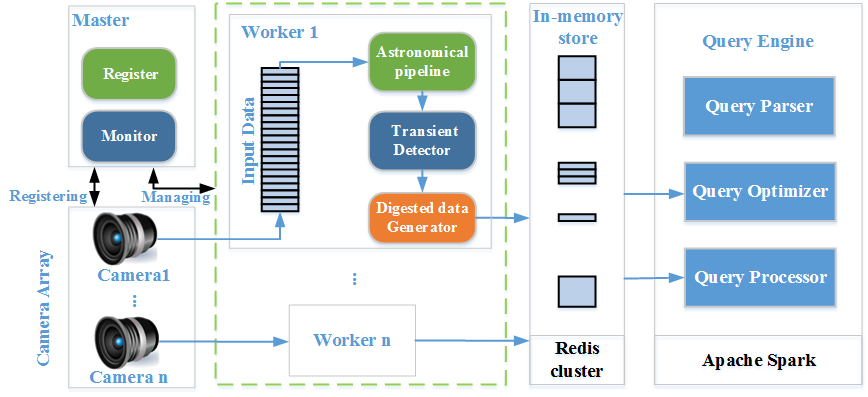 Master
Register
Monitor
Registering
Managing
Camera Array
Camera1
...
Camera n
Worker 1
Input Data
Astronomical
pipeline
Transient
Detector
Digested data
Generator
...
Worker n
In-memory
store
Redis
cluster
Query Engine
Query Parser
Query Optimizer
Query Processor
Apache Spark